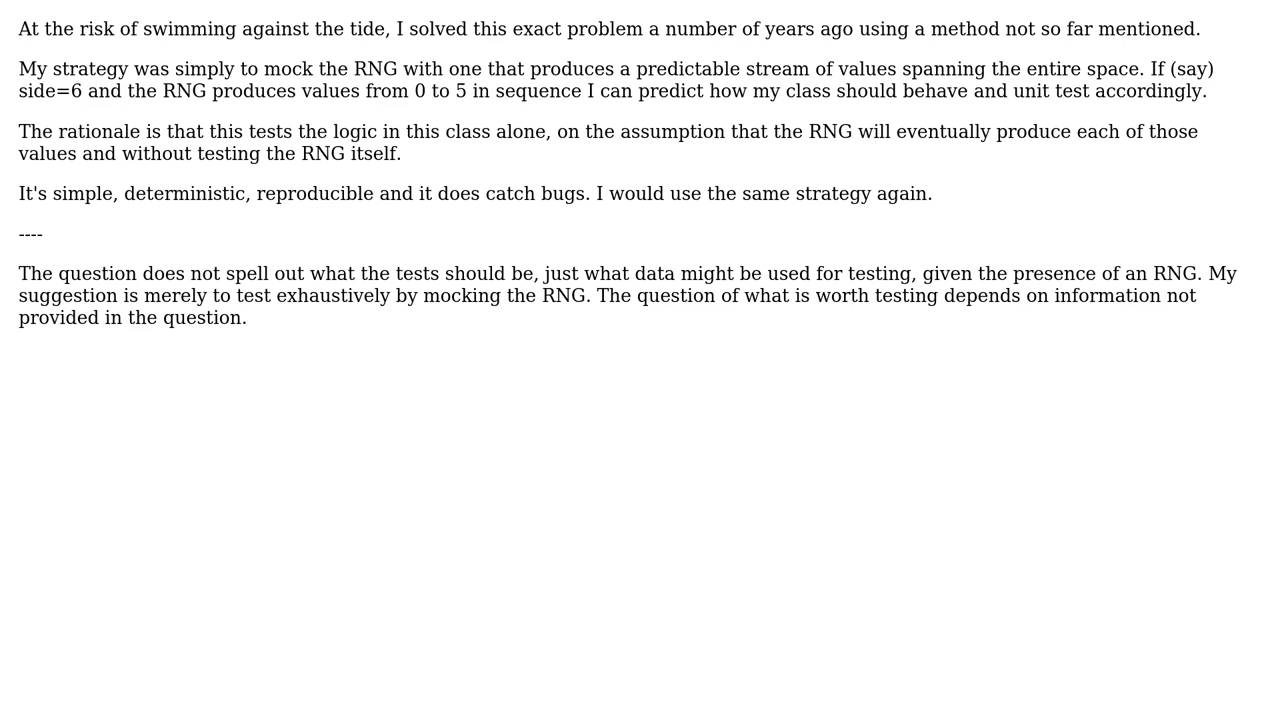 At the risk of swimming against the tide, I solved this exact problem a number of years ago using a method not so far mentioned.
My strategy was simply to mock the RNG with one that produces a predictable stream of values spanning the entire space. If (say)
side=6 and the RNG produces values from 0 to 5 in sequence I can predict how my class should behave and unit test accordingly.
The rationale is that this tests the logic in this class alone, on the assumption that the RNG will eventually produce each of those
values and without testing the RNG itself.
It's simple, deterministic, reproducible and it does catch bugs. I would use the same strategy again.
----
The question does not spell out what the tests should be, just what data might be used for testing, given the presence of an RNG. My
suggestion is merely to test exhaustively by mocking the RNG. The question of what is worth testing depends on information not
provided in the question.